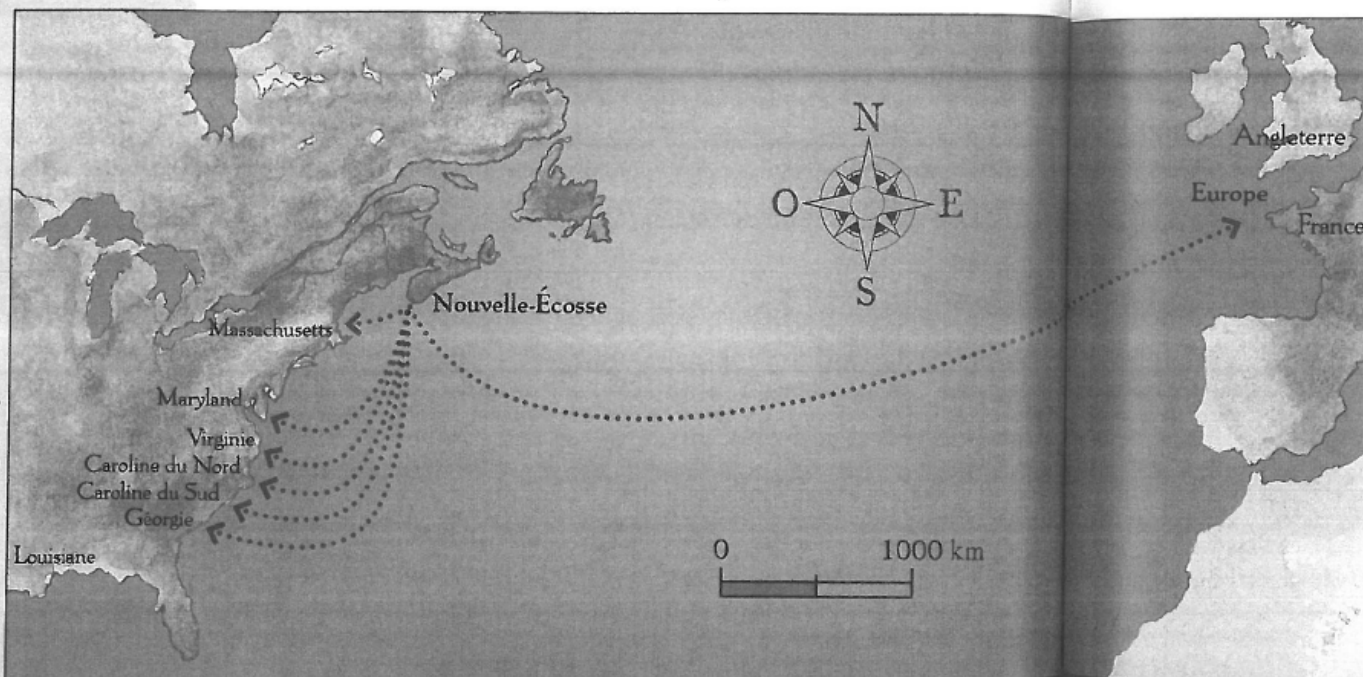 N
Angleterre
Europe
O
E
France
S
Nouvelle-Écosse
Massachusetts
Maryland
Virginie
Caroline du Nord
Caroline du Sud
Géorgie
0 1000 km
Louisiane